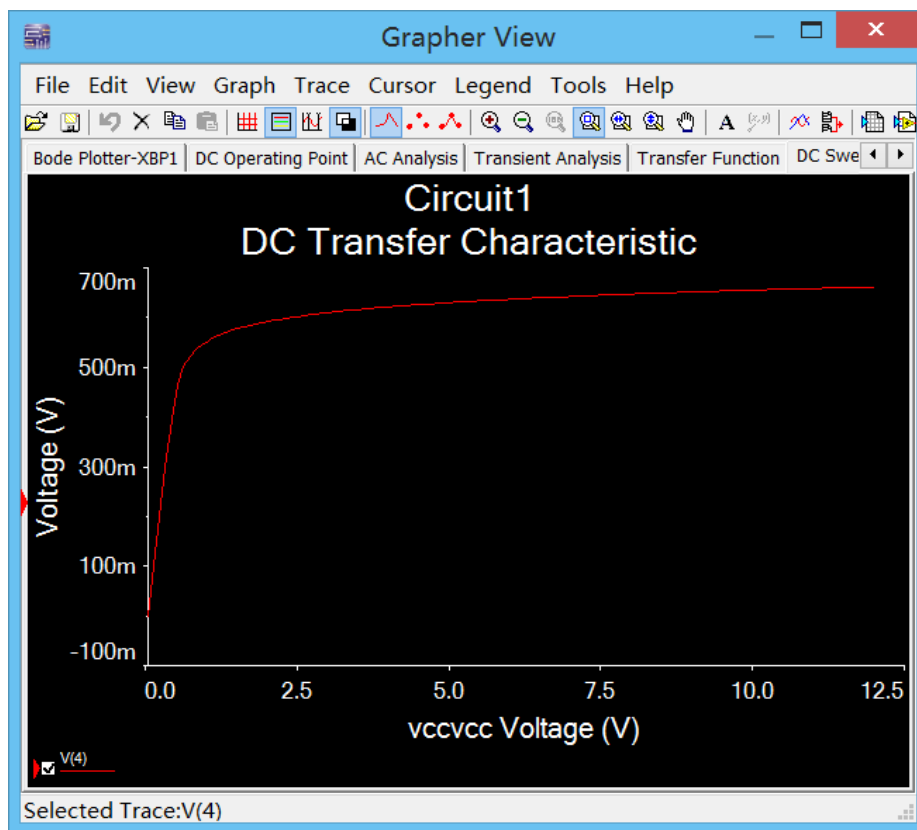 Grapher View
File Edit View Graph Trace Cursor Legend Tools Help
A (x,y)
Bode Plotter-XBP1 DC Operating Point AC Analysis Transient Analysis Transfer Function DC Swe
Circuit1
DC Transfer Characteristic
700m
500m
300m
100m
-100m
Voltage (V)
0.0 2.5 5.0 7.5 10.0 12.5
vccvcc Voltage (V)
V(4)
Selected Trace:V(4)